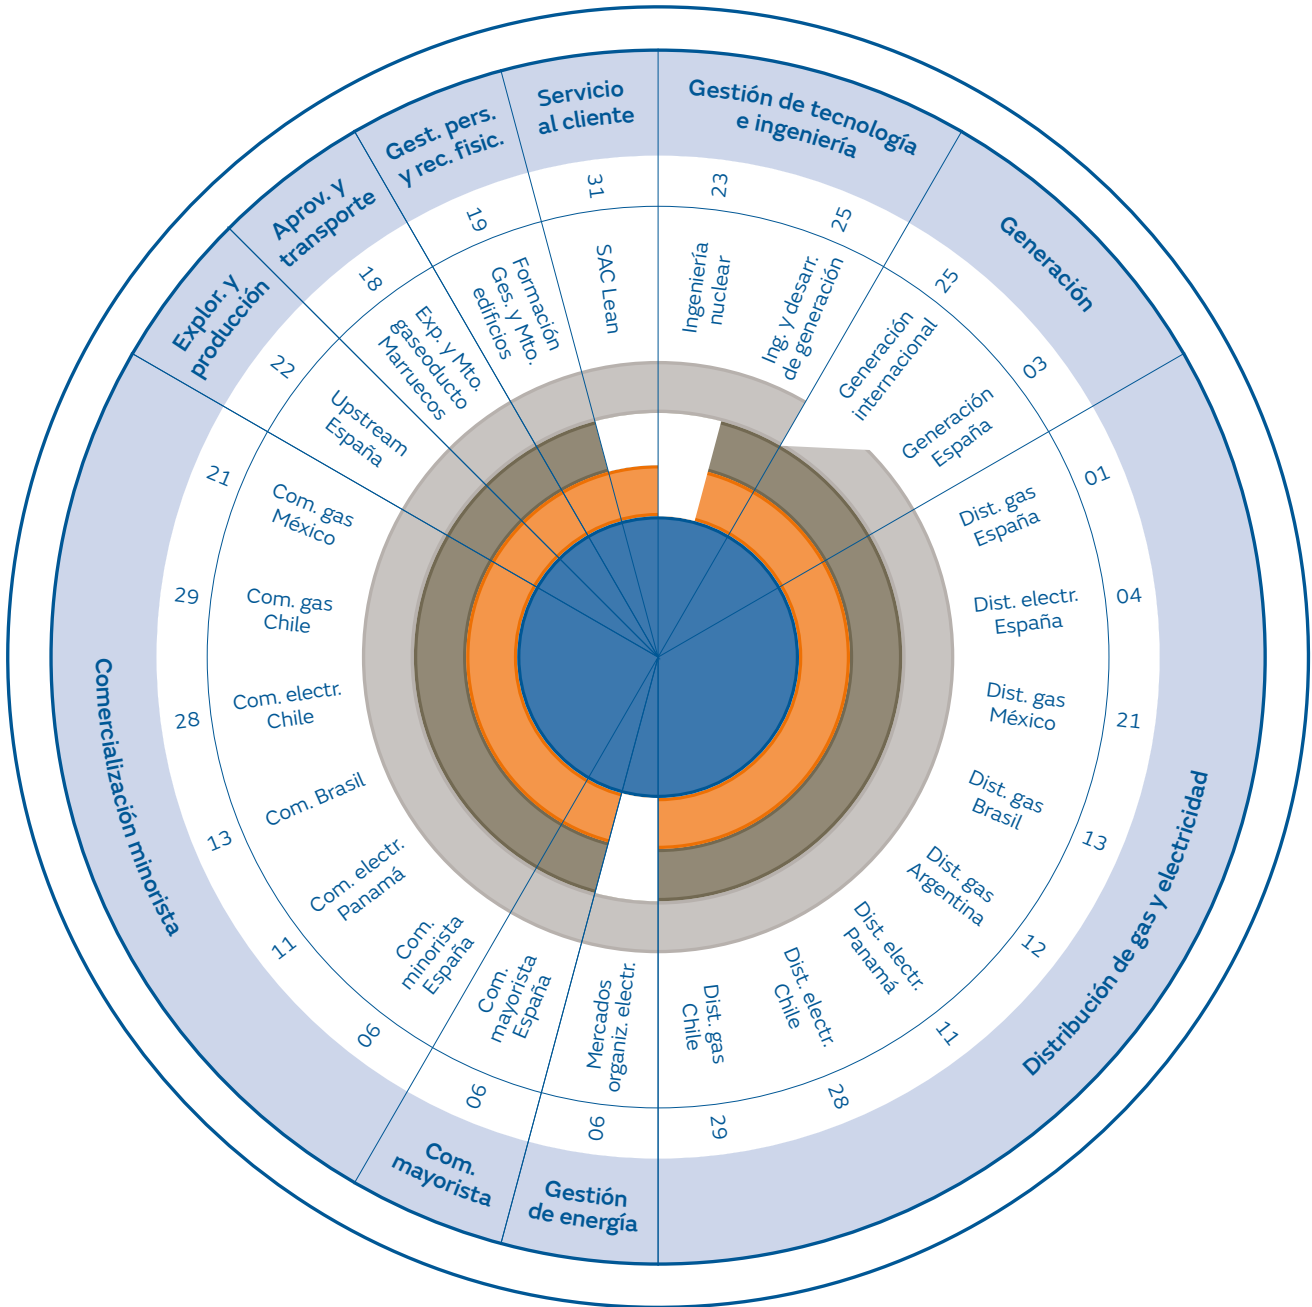 Gestión de tecnología
e ingeniería
23
Ingeniería
nuclear
25
Ing. y desarr.
de generación
Generación
25
Generación
internacional
03
Generación
España
Distribución de gas y electricidad
01
Dist. gas
España
04
Dist. electr.
España
21
Dist. gas
México
13
Dist. gas
Brasil
12
Dist. gas
Argentina
11
Dist. electr.
Panamá
28
Dist. electr.
Chile
29
Dist. gas
Chile
Gestión
de energía
06
Mercados
organiz. electr.
Com.
mayorista
06
Com.
mayorista
España
Comercialización minorista
06
Com.
minorista
España
11
Com. electr.
Panamá
13
Com. Brasil
28
Com. electr.
Chile
29
Com. gas
Chile
21
Com. gas
México
Explor. y
producción
22
Upstream
España
Aprov. y
transporte
18
Exp. y Mto.
gaseoducto
Marruecos
Gest. pers.
y rec. fisic.
19
Formación
Ges. y Mto.
edificios
Servicio
al cliente
31
SAC Lean